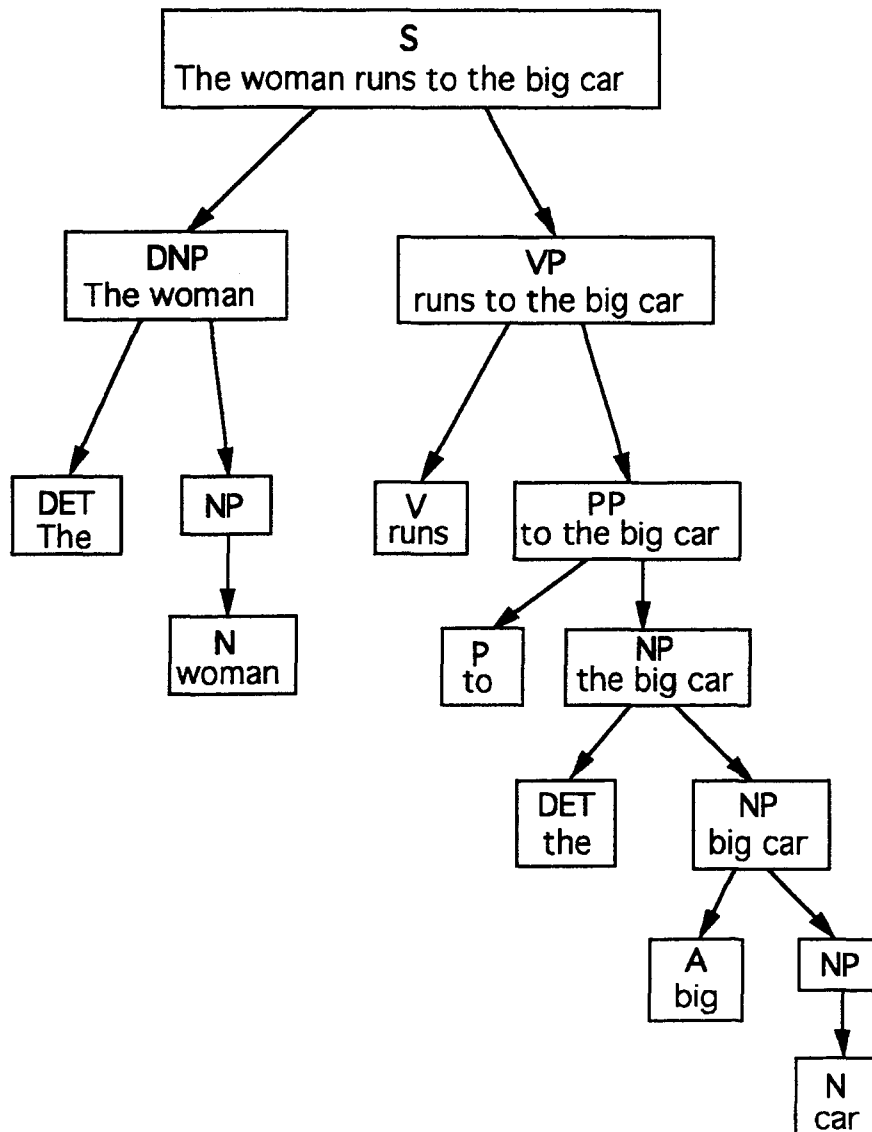 S
The woman runs to the big car
DNP
The woman
VP
runs to the big car
DET
The
NP
V
runs
PP
to the big car
N
woman
P
to
NP
the big car
DET
the
NP
big car
A
big
NP
N
car